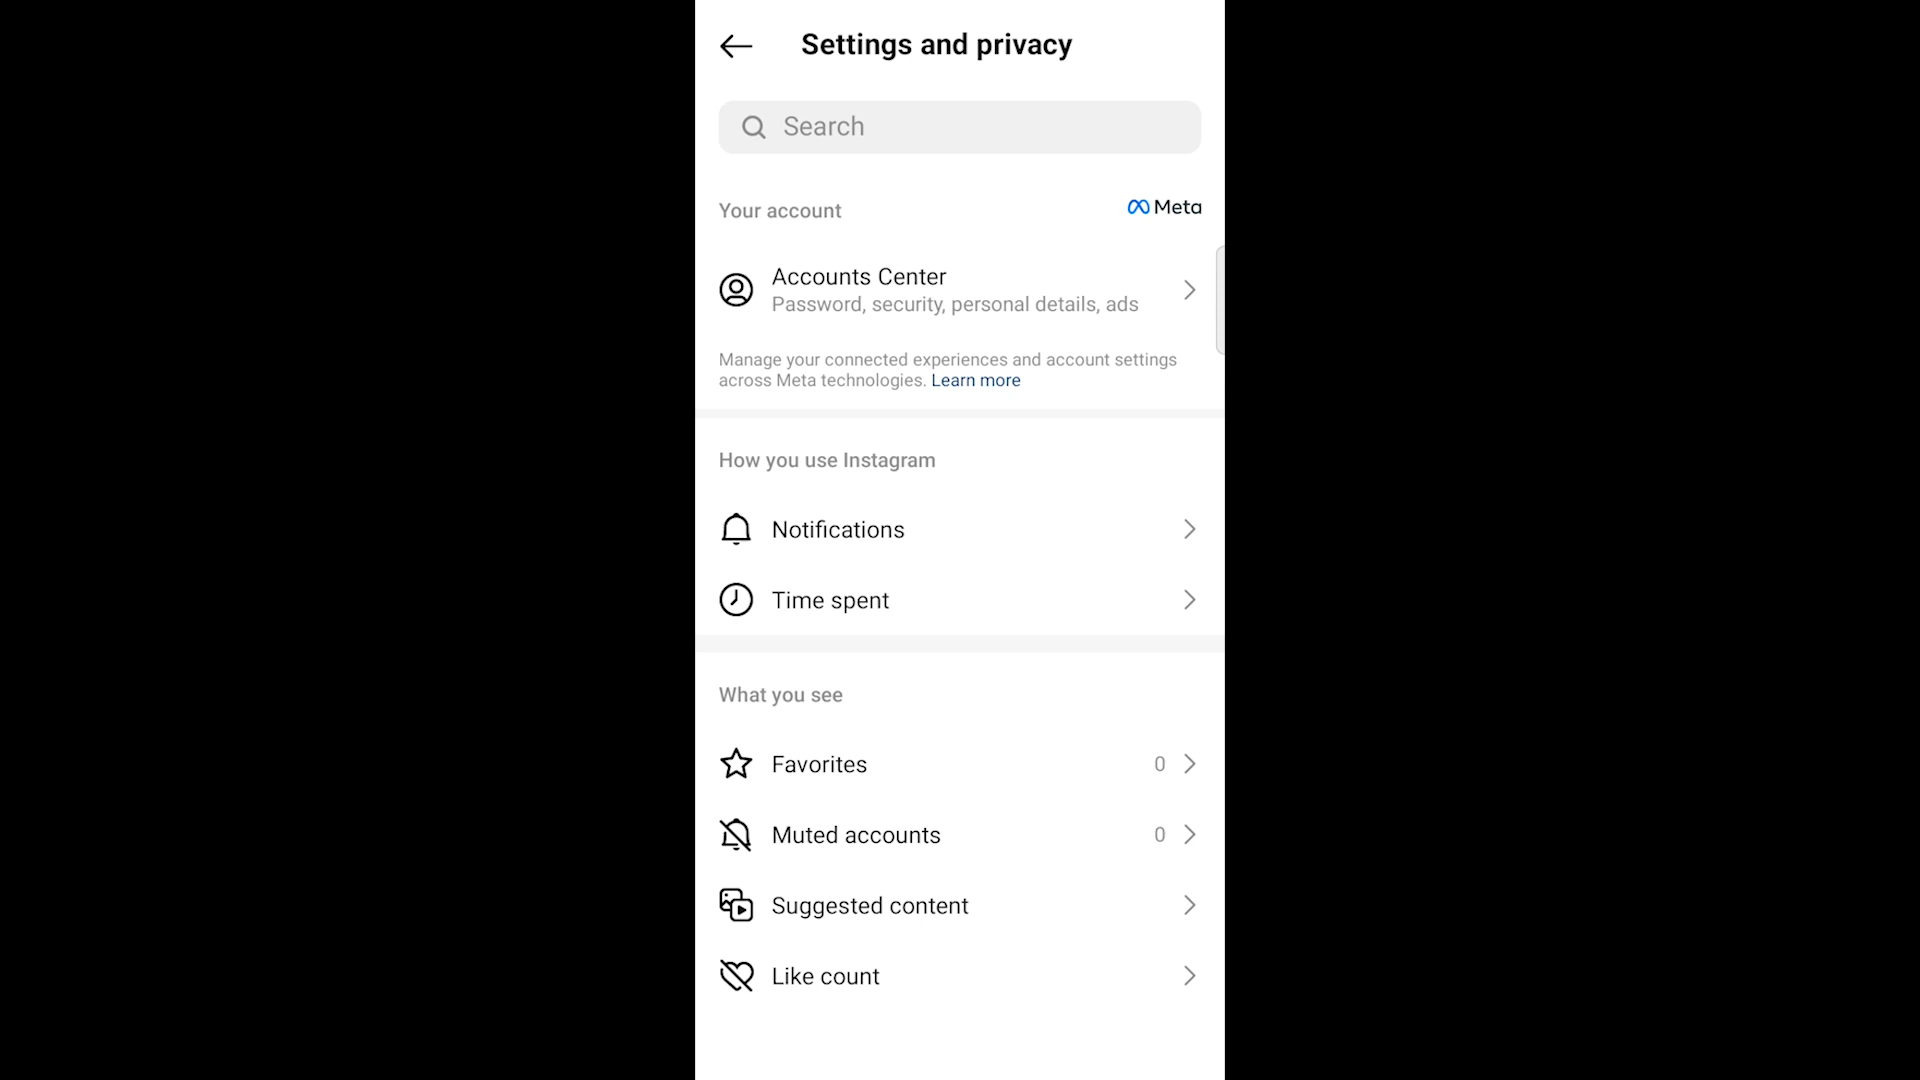 Settings and privacy
Search
Your account
Meta
Accounts Center
Password, security, personal details, ads
Manage your connected experiences and account settings
across Meta technologies. Learn more
How you use Instagram
Notifications
Time spent
What you see
Favorites 0
Muted accounts 0
Suggested content
Like count